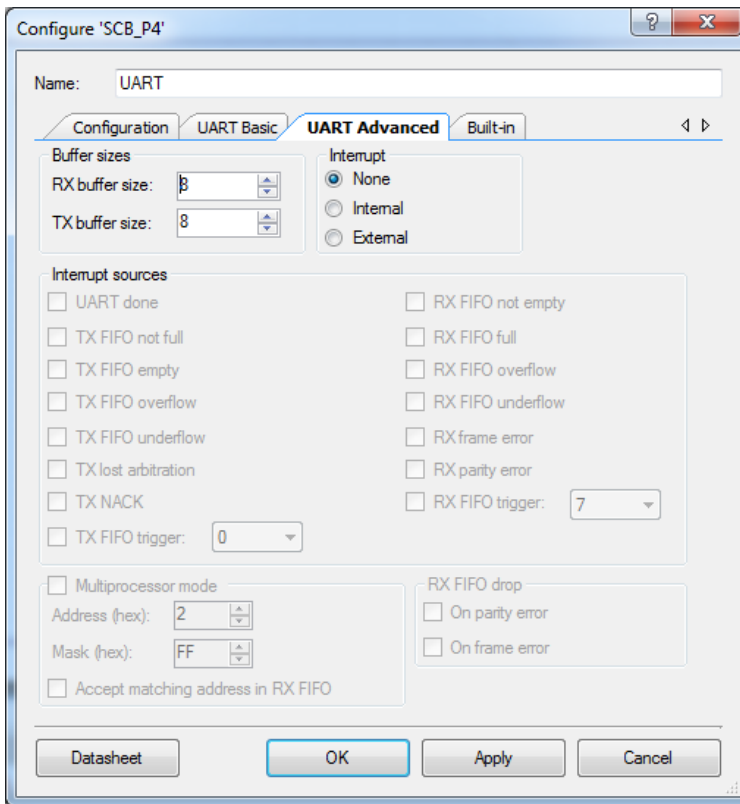 Configure 'SCB_P4'
Name: UART
Configuration UART Basic UART Advanced Built-in
Buffer sizes
RX buffer size: 8
TX buffer size: 8
Interrupt
None
Internal
External
Interrupt sources
UART done
TX FIFO not full
TX FIFO empty
TX FIFO overflow
TX FIFO underflow
TX lost arbitration
TX NACK
TX FIFO trigger: 0
RX FIFO not empty
RX FIFO full
RX FIFO overflow
RX FIFO underflow
RX frame error
RX parity error
RX FIFO trigger: 7
Multiprocessor mode
Address (hex): 2
Mask (hex): FF
Accept matching address in RX FIFO
RX FIFO drop
On parity error
On frame error
Datasheet OK Apply Cancel